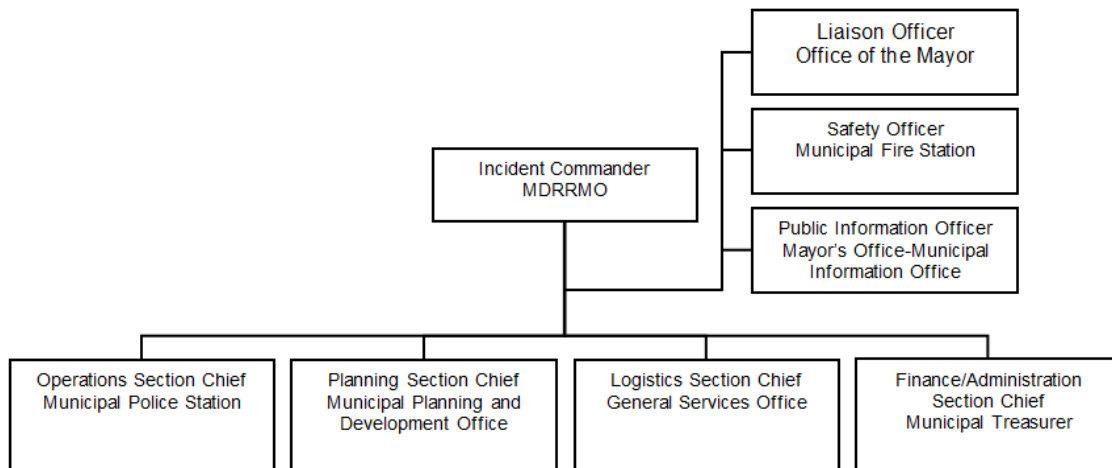 Liaison Officer
Office of the Mayor
Safety Officer
Municipal Fire Station
Incident Commander
MDRRMO
Public Information Officer
Mayor's Office-Municipal
Information Office
Operations Section Chief
Municipal Police Station
Planning Section Chief
Municipal Planning and
Development Office
Logistics Section Chief
General Services Office
Finance/Administration
Section Chief
Municipal Treasurer